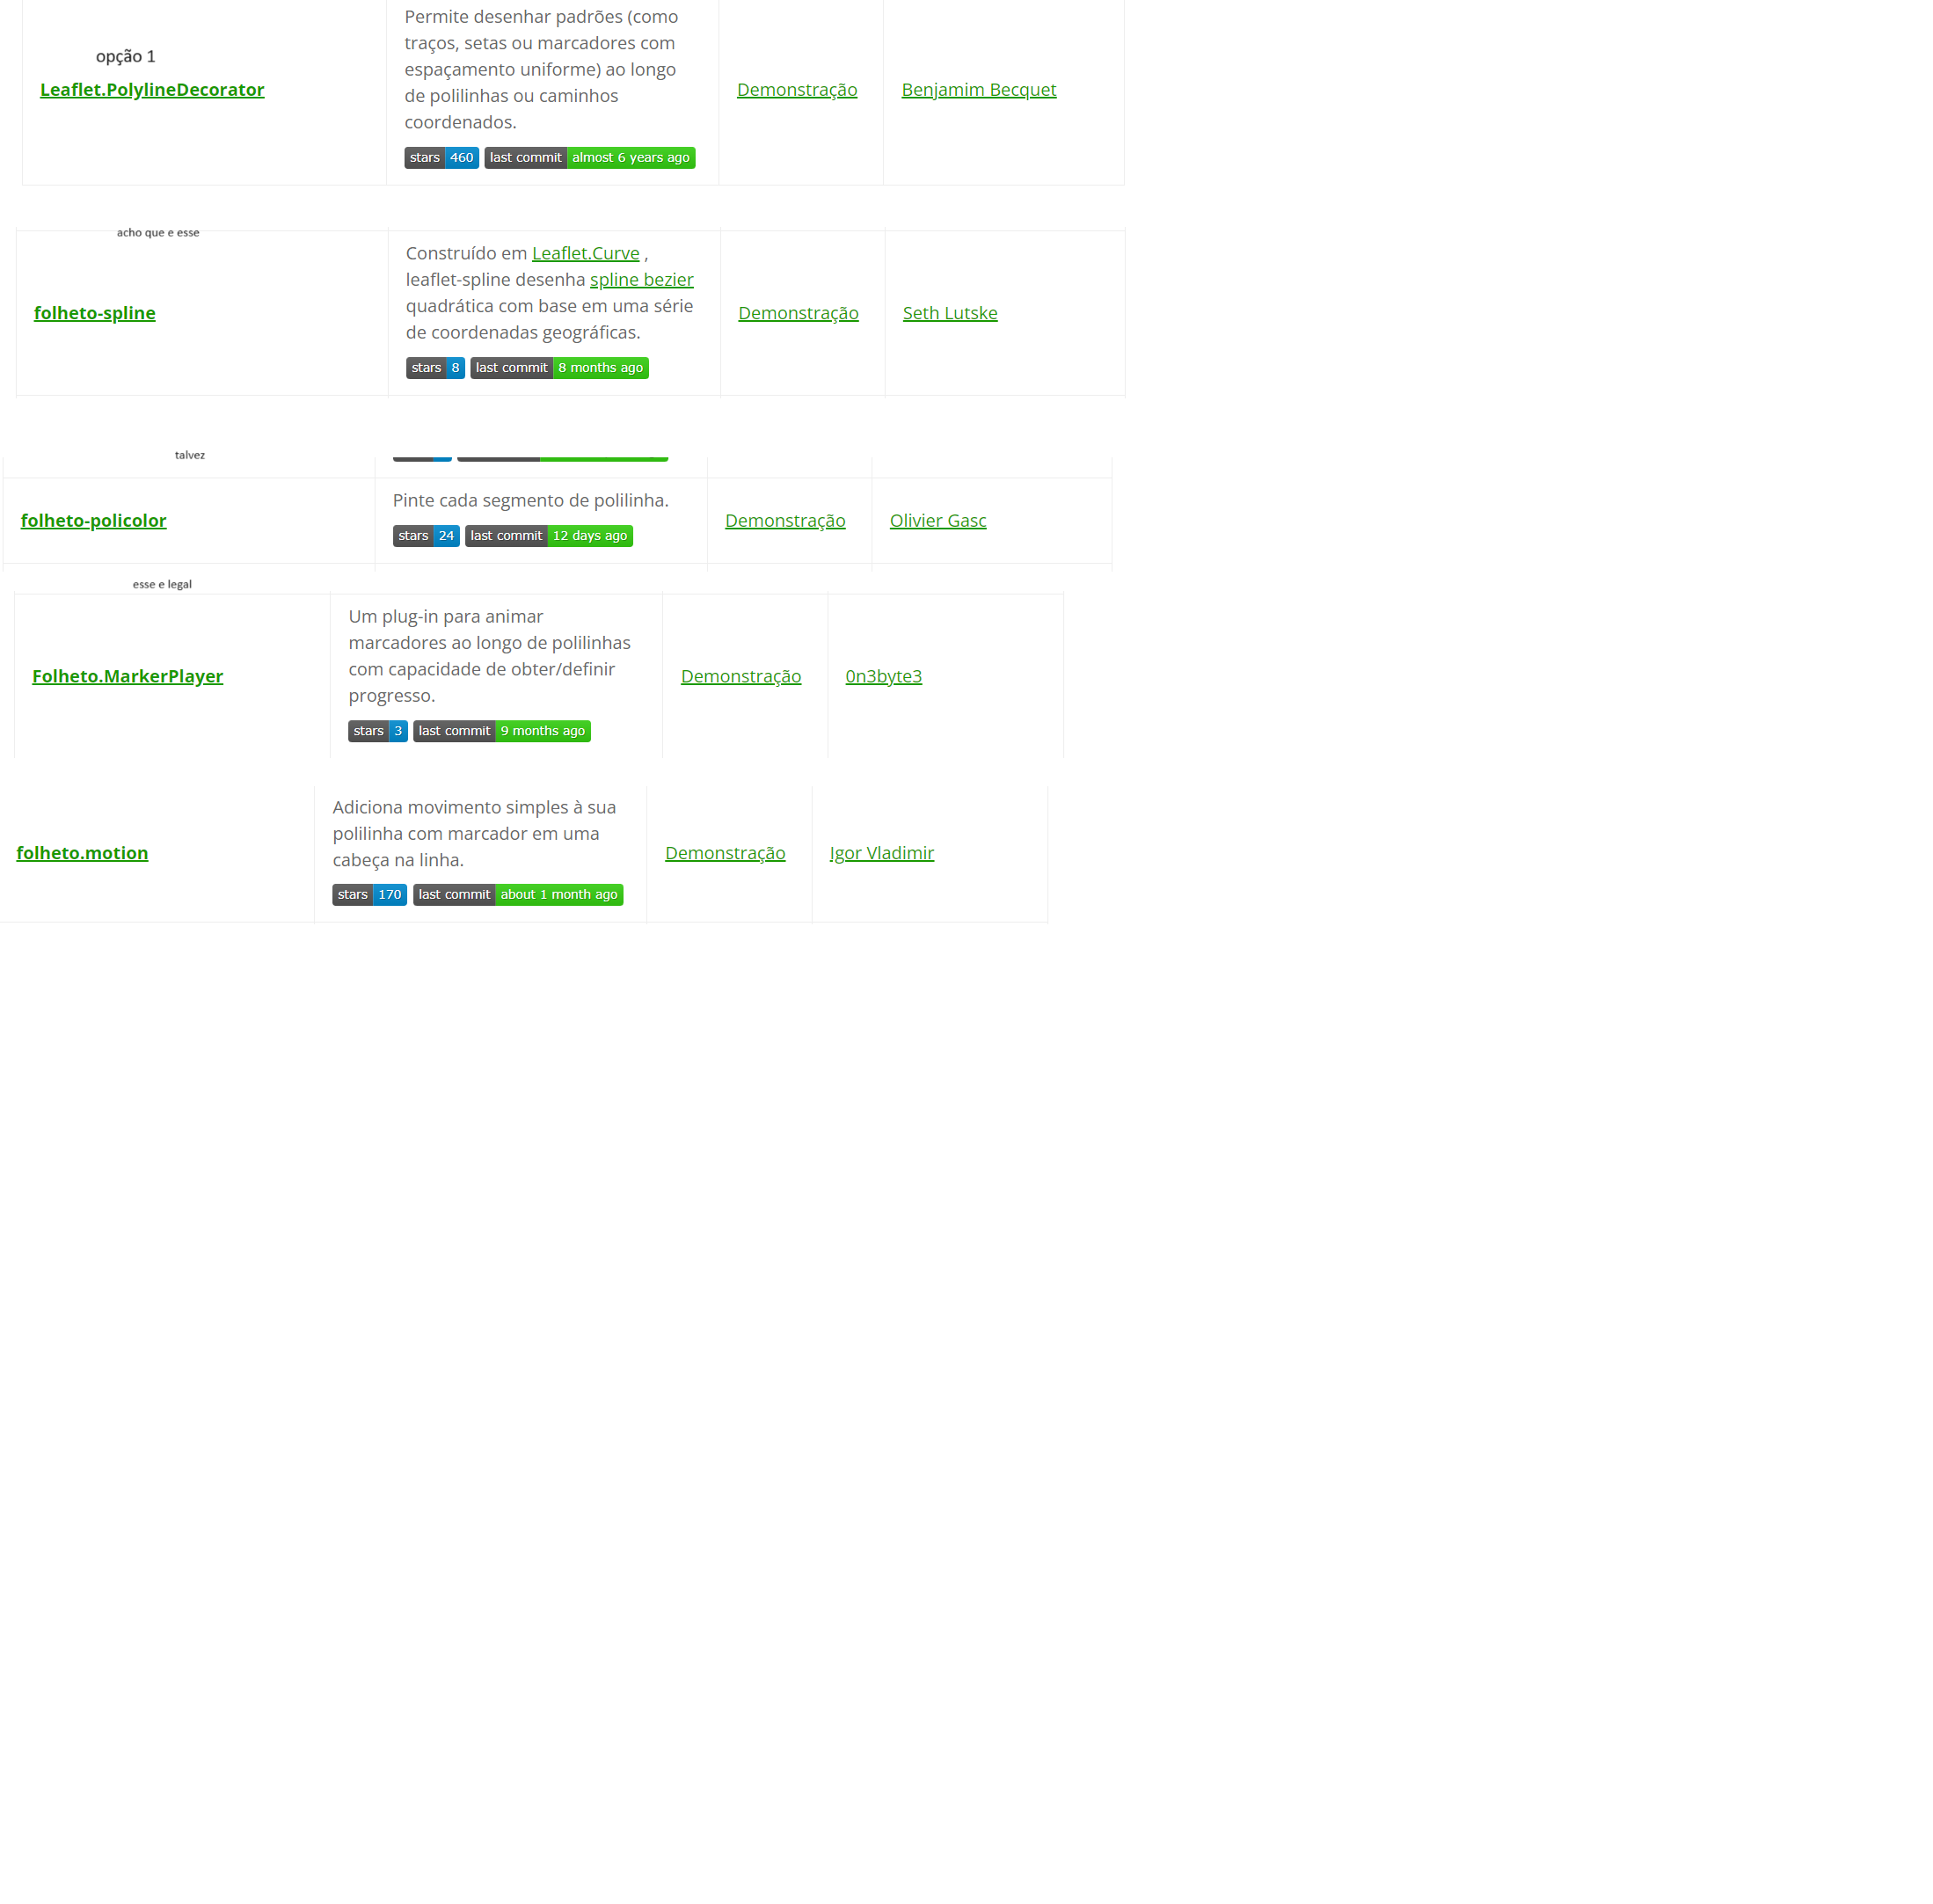 Permite desenhar padrões (como
traços, setas ou marcadores com
opção 1
espaçamento uniforme) ao longo
Leaflet.PolylineDecorator
de polilinhas ou caminhos
Demonstração
Benjamim Becquet
coordenados.
stars 460 last commit almost 6 years ago
acho que e esse
Construído em Leaflet.Curve ,
leaflet-spline desenha spline bezier
folheto-spline
quadrática com base em uma série
Demonstração
Seth Lutske
de coordenadas geográficas.
stars 8 last commit 8 months ago
talvez
Pinte cada segmento de polilinha.
folheto-policolor
Demonstração
Olivier Gasc
stars 24 last commit 12 days ago
esse e legal
Um plug-in para animar
marcadores ao longo de polilinhas
com capacidade de obter/definir
Folheto.MarkerPlayer
Demonstração
0n3byte3
progresso.
stars 3 last commit 9 months ago
Adiciona movimento simples à sua
polilinha com marcador em uma
folheto.motion
cabeça na linha.
Demonstração
Igor Vladimir
stars 170 last commit about 1 month ago